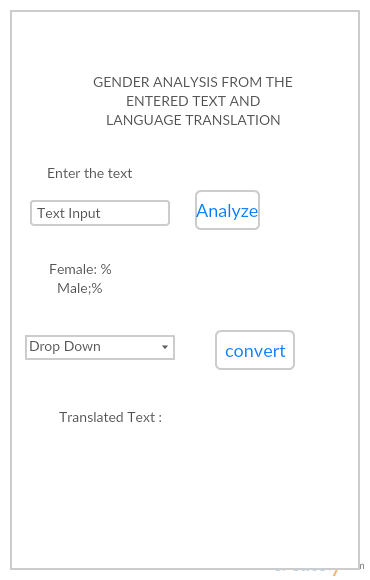 GENDER ANALYSIS FROM THE
ENTERED TEXT AND
LANGUAGE TRANSLATION
Enter the text
Text Input
Analyze
Female: %
Male;%
Drop Down
convert
Translated Text :